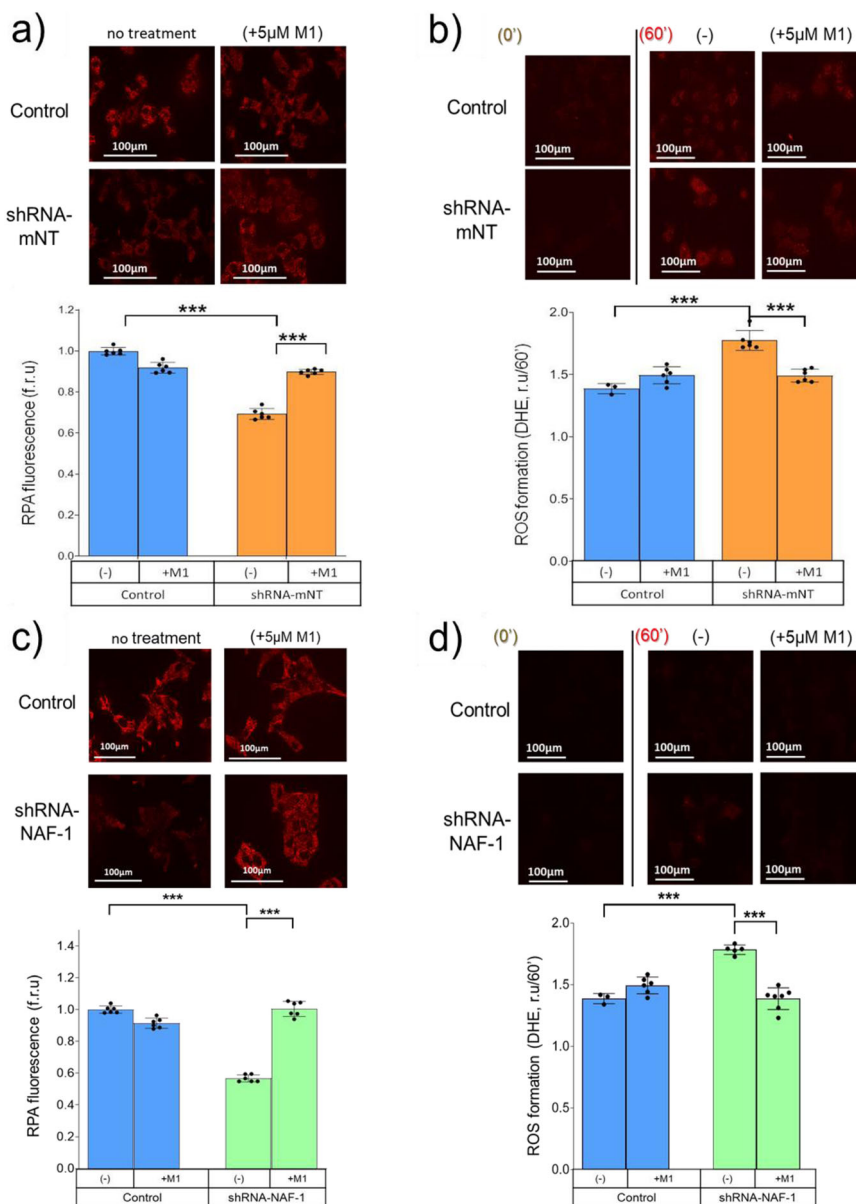 a)
no treatment (+5µM M1)
Control
100µm 100µm
shRNA-
mNT
100µm 100µm
RPA fluorescence (f.r.u)
1.2
1.0
0.8
0.6
0.4
0.2
0.0
***
***
(-) +M1 (-) +M1
Control shRNA-mNT
b)
(0') (60') (-) (+5µM M1)
Control
100µm 100µm 100µm
shRNA-
mNT
100µm 100µm 100µm
ROS formation (DHE, r.u/60')
2.0
1.5
1.0
0.5
0.0
***
***
(-) +M1 (-) +M1
Control shRNA-mNT
c)
no treatment (+5µM M1)
Control
100µm 100µm
shRNA-
NAF-1
100µm 100µm
RPA fluorescence (f.r.u)
1.4
1.0
0.8
0.6
0.4
0.2
0.0
***
***
(-) +M1 (-) +M1
Control shRNA-NAF-1
d)
(0') (60') (-) (+5µM M1)
Control
100µm 100µm 100µm
shRNA-
NAF-1
100µm 100µm 100µm
ROS formation (DHE, r.u/60')
2.0
1.5
1.0
0.5
0.0
***
***
(-) +M1 (-) +M1
Control shRNA-NAF-1